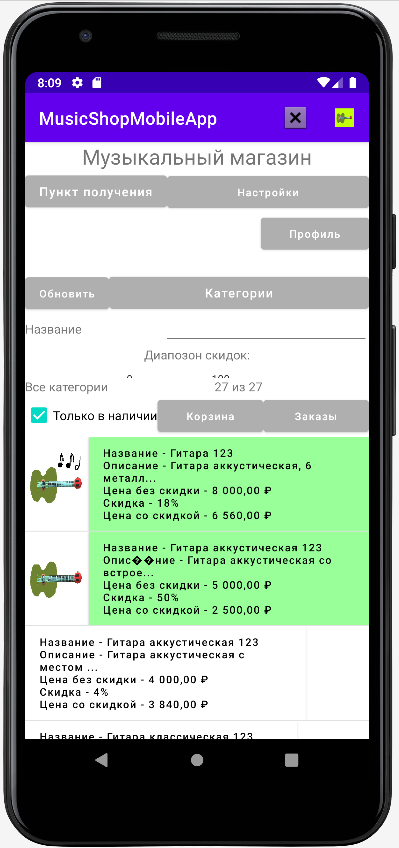 8:09
MusicShopMobileApp
Музыкальный магазин
Пункт получения
Настройки
Профиль
Обновить
Категории
Название
Диапозон скидок:
Все категории
27 из 27
Только в наличии
Корзина
Заказы
Название - Гитара 123
Описание - Гитара аккустическая, 6
металл...
Цена без скидки - 8 000,00 ₽
Скидка - 18%
Цена со скидкой - 6 560,00 ₽
Название - Гитара аккустическая 123
Опис��ние - Гитара аккустическая со
встрое...
Цена без скидки - 5 000,00 ₽
Скидка - 50%
Цена со скидкой - 2 500,00 ₽
Название - Гитара аккустическая 123
Описание - Гитара аккустическая с
местом ...
Цена без скидки - 4 000,00 ₽
Скидка - 4%
Цена со скидкой - 3 840,00 ₽
Название - Гитара классическая 123